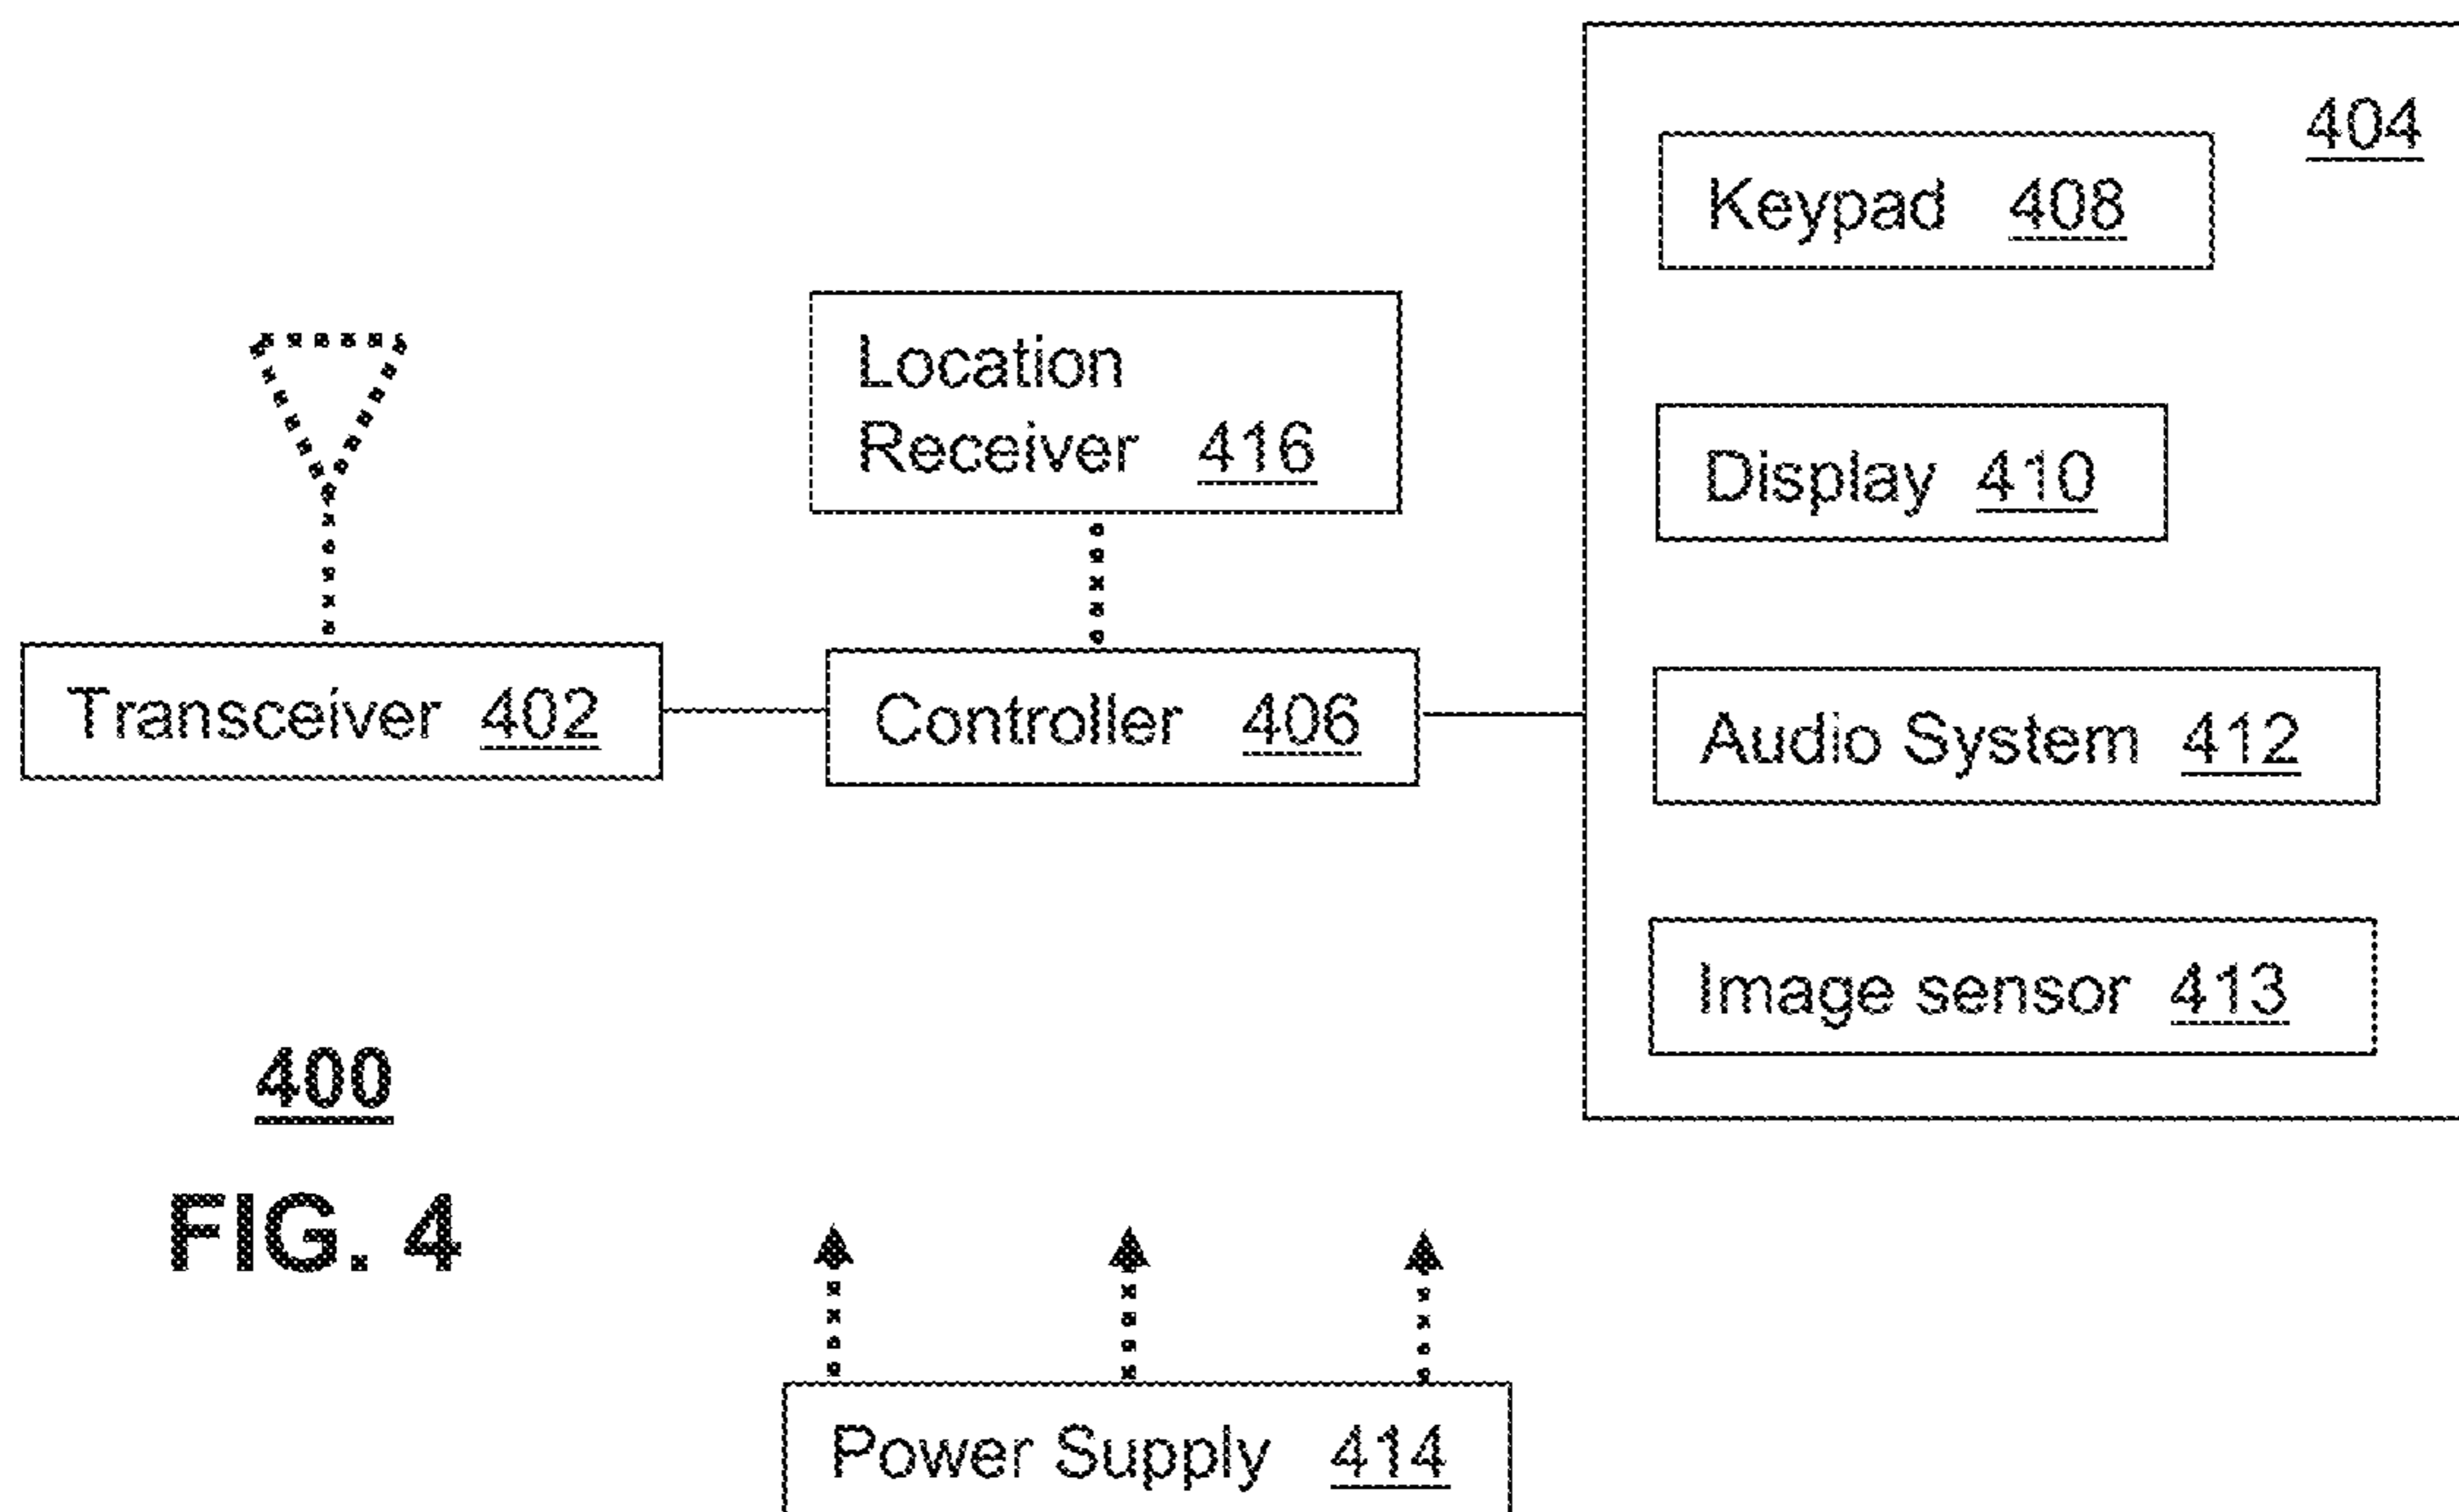 404
Keypad 408
Location
Receiver 416
Display 410
Transceiver 402
Controller 406
Audio System 412
Image sensor 413
400
FIG. 4
Power Supply 414